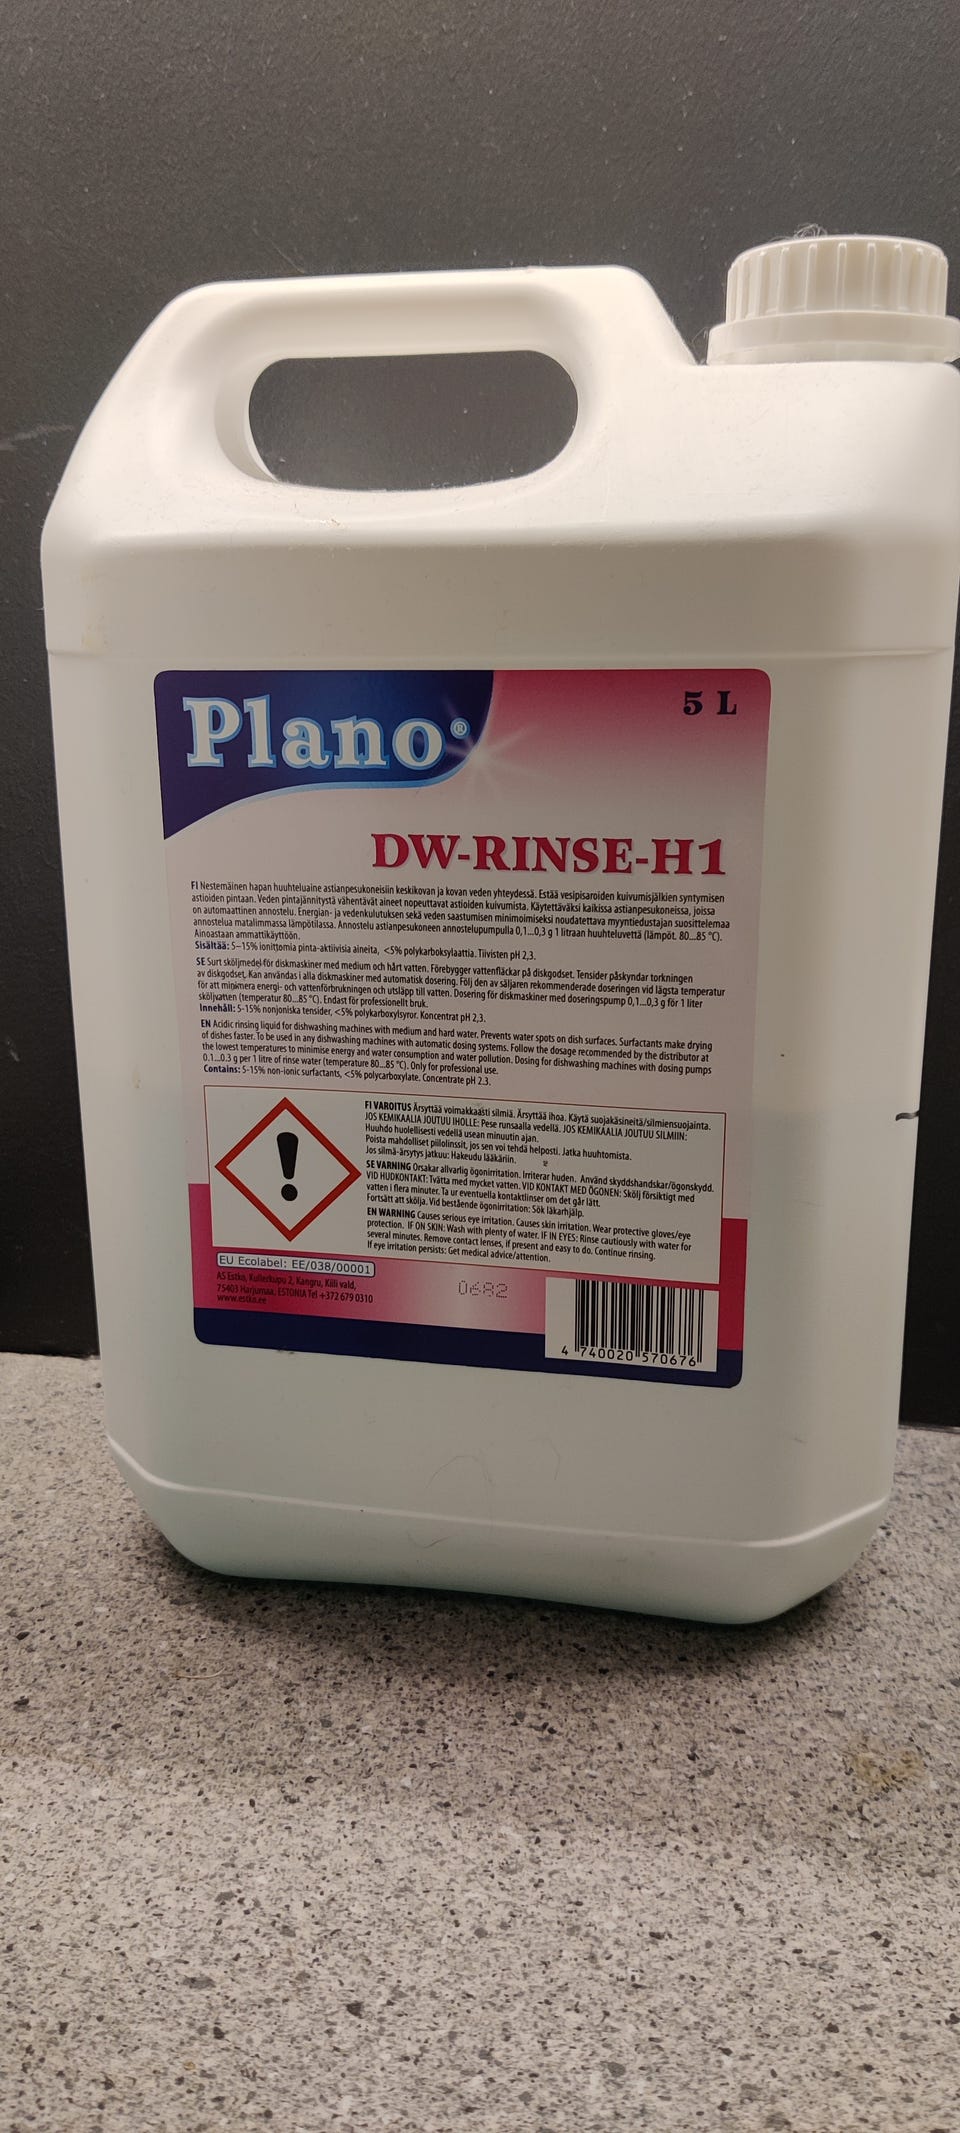 Plano®
5 L
DW-RINSE-H1
FI Nestemäinen hapan huuhteluaine astianpesukoneisiin keskikovan ja kovan veden yhteydessä. Estää vesipisaroiden kuivumisjälkien syntymisen
astioiden pintaan. Veden pintajännitystä vähentävät aineet nopeuttavat astioiden kuivumista. Käytettäväksi kaikissa astianpesukoneissa, joissa
on automaattinen annostelu. Energian- ja vedenkulutuksen sekä veden saastumisen minimoimiseksi noudatettava myyntiedustajan suosittelemaa
annostelua matalimmassa lämpötilassa. Annostelu astianpesukoneen annostelupumpulla 0,1...0,3 g 1 litraan huuhteluvettä (lämpöt. 80...85 °C).
Ainoastaan ammattikäyttöön.
Sisältää: 5–15% ionittomia pinta-aktiivisia aineita, <5% polykarboksylaattia. Tiivisten pH 2,3.
SE Surt sköljmedel för diskmaskiner med medium och hårt vatten. Förebygger vattenfläckar på diskgodset. Tensider påskyndar torkningen
av diskgodset. Kan användas i alla diskmaskiner med automatisk dosering. Följ den av säljaren rekommenderade doseringen vid lägsta temperatur
för att minimera energi- och vattenförbrukningen och utsläpp till vatten. Dosering för diskmaskiner med doseringspump 0,1...0,3 g för 1 liter
sköljvatten (temperatur 80...85 °C). Endast för professionellt bruk.
Innehåll: 5-15% nonjoniska tensider, <5% polykarboxylsyror. Koncentrat pH 2,3.
EN Acidic rinsing liquid for dishwashing machines with medium and hard water. Prevents water spots on dish surfaces. Surfactants make drying
of dishes faster. To be used in any dishwashing machines with automatic dosing systems. Follow the dosage recommended by the distributor at
the lowest temperatures to minimise energy and water consumption and water pollution. Dosing for dishwashing machines with dosing pumps
0.1...0.3 g per 1 litre of rinse water (temperature 80...85 °C). Only for professional use.
Contains: 5-15% non-ionic surfactants, <5% polycarboxylate. Concentrate pH 2.3.
FI VAROITUS Ärsyttää voimakkaasti silmiä. Ärsyttää ihoa. Käytä suojakäsineitä/silmiensuojainta.
JOS KEMIKAALIA JOUTUU IHOLLE: Pese runsaalla vedellä. JOS KEMIKAALIA JOUTUU SILMIIN:
Huuhdo huolellisesti vedellä usean minuutin ajan.
Poista mahdolliset piilolinssit, jos sen voi tehdä helposti. Jatka huuhtomista.
Jos silmä-ärsytys jatkuu: Hakeudu lääkäriin.
SE VARNING Orsakar allvarlig ögonirritation. Irriterar huden. Använd skyddshandskar/ögonskydd.
VID HUDKONTAKT: Tvätta med mycket vatten. VID KONTAKT MED ÖGONEN: Skölj försiktigt med
vatten i flera minuter. Ta ur eventuella kontaktlinser om det går lätt.
Fortsätt att skölja. Vid bestående ögonirritation: Sök läkarhjälp.
EN WARNING Causes serious eye irritation. Causes skin irritation. Wear protective gloves/eye
protection. IF ON SKIN: Wash with plenty of water. IF IN EYES: Rinse cautiously with water for
several minutes. Remove contact lenses, if present and easy to do. Continue rinsing.
If eye irritation persists: Get medical advice/attention.
EU Ecolabel: EE/038/00001
AS Estko, Kullerkupu 2, Kangru, Kiili vald,
75403 Harjumaa, ESTONIA Tel +372 679 0310
www.estko.ee
0682
4 740020 570676